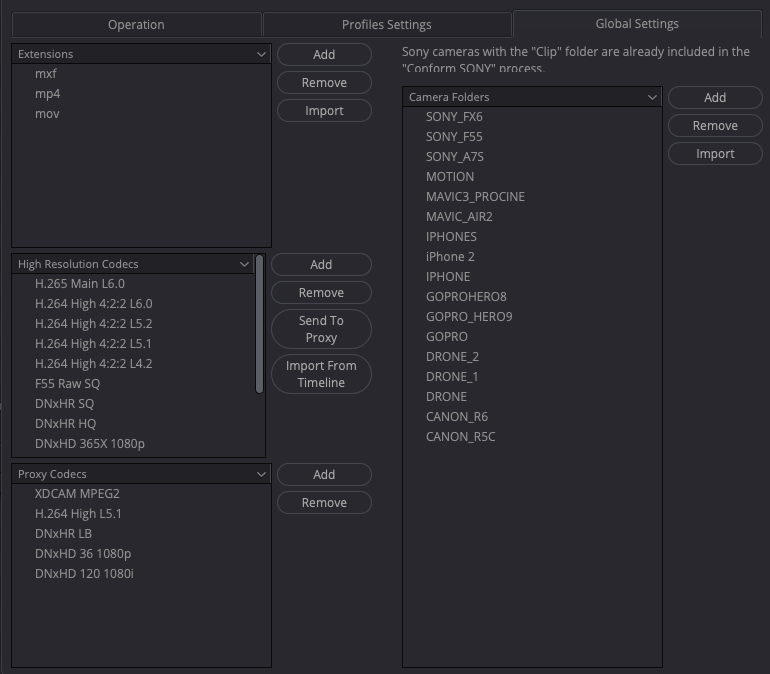 Operation
Profiles Settings
Global Settings
Extensions
mxf
mp4
mov
Add
Remove
Import
High Resolution Codecs
H.265 Main L6.0
H.264 High 4:2:2 L6.0
H.264 High 4:2:2 L5.2
H.264 High 4:2:2 L5.1
H.264 High 4:2:2 L4.2
F55 Raw SQ
DNxHR SQ
DNxHR HQ
DNxHD 365X 1080p
Add
Remove
Send To
Proxy
Import From
Timeline
Proxy Codecs
XDCAM MPEG2
H.264 High L5.1
DNxHR LB
DNxHD 36 1080p
DNxHD 120 1080i
Add
Remove
Sony cameras with the "Clip" folder are already included in the
"Conform SONY" process.
Camera Folders
SONY_FX6
SONY_F55
SONY_A7S
MOTION
MAVIC3_PROCINE
MAVIC_AIR2
IPHONES
iPhone 2
IPHONE
GOPROHERO8
GOPRO_HERO9
GOPRO
DRONE_2
DRONE_1
DRONE
CANON_R6
CANON_R5C
Add
Remove
Import